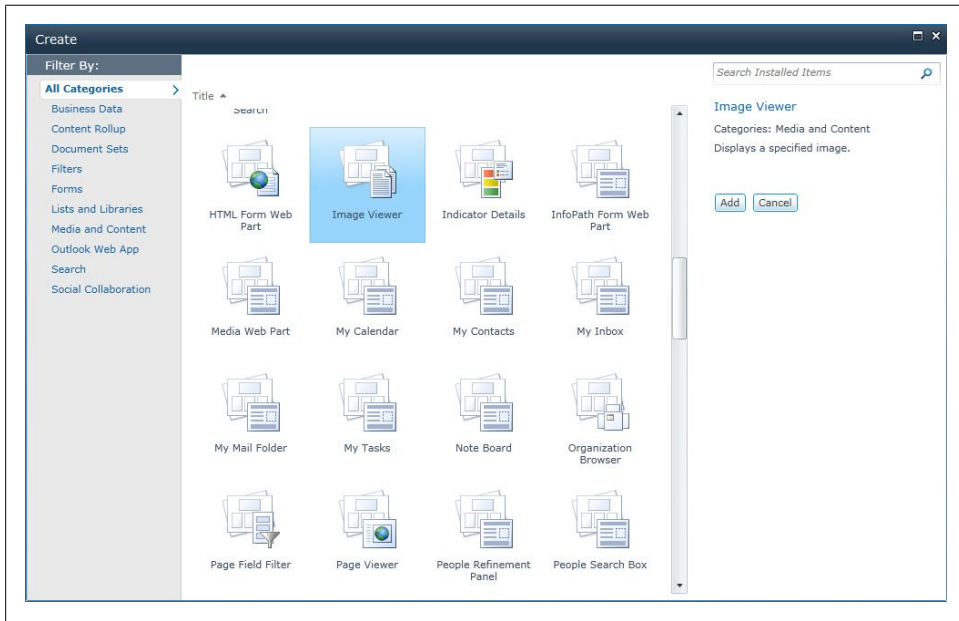 Create
Filter By:
All Categories
Business Data
Content Rollup
Document Sets
Filters
Forms
Lists and Libraries
Media and Content
Outlook Web App
Search
Social Collaboration
Title
Search
HTML Form Web
Part
Image Viewer
Indicator Details
InfoPath Form Web
Part
Media Web Part
My Calendar
My Contacts
My Inbox
My Mail Folder
My Tasks
Note Board
Organization
Browser
Page Field Filter
Page Viewer
People Refinement
Panel
People Search Box
Search Installed Items
Image Viewer
Categories: Media and Content
Displays a specified image.
Add Cancel